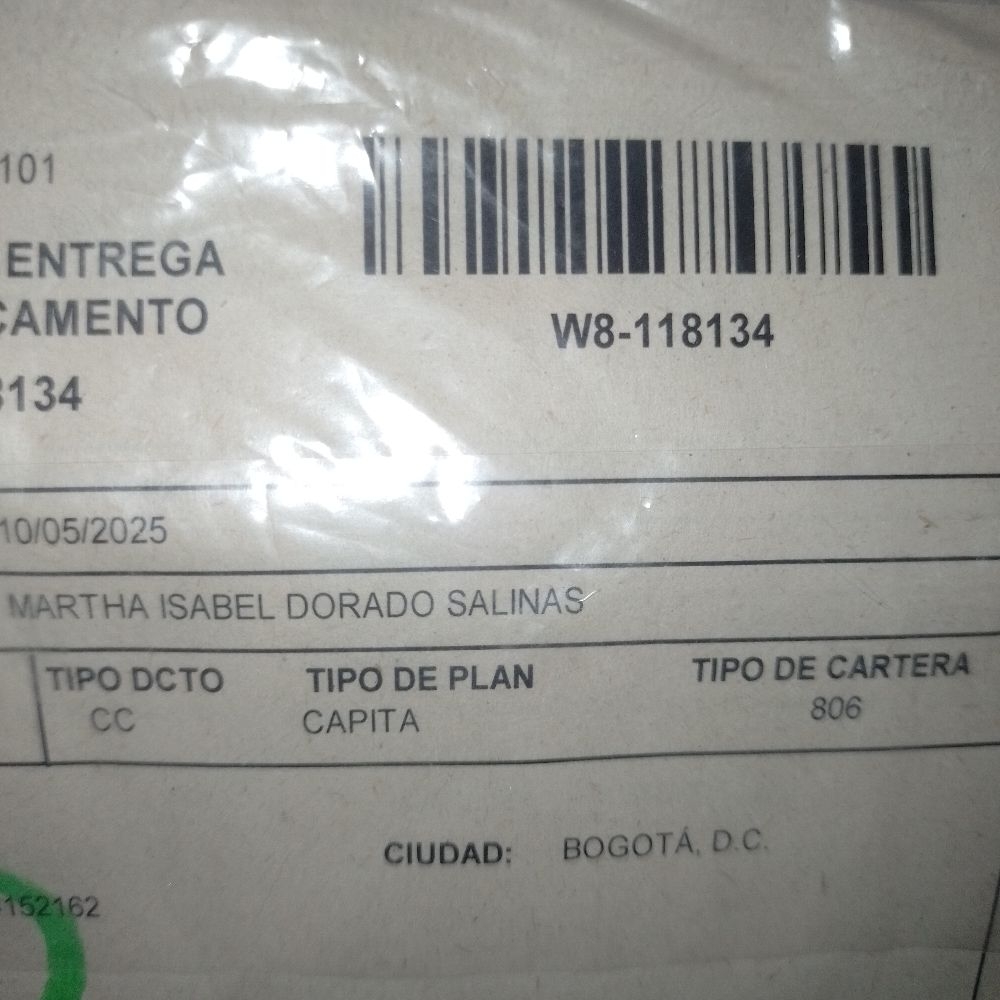 101
ENTREGA
CAMENTO
W8-118134
8134
10/05/2025
MARTHA ISABEL DORADO SALINAS
TIPO DCTO TIPO DE PLAN TIPO DE CARTERA
CC CAPITA 806
CIUDAD: BOGOTÁ, D.C.
152162